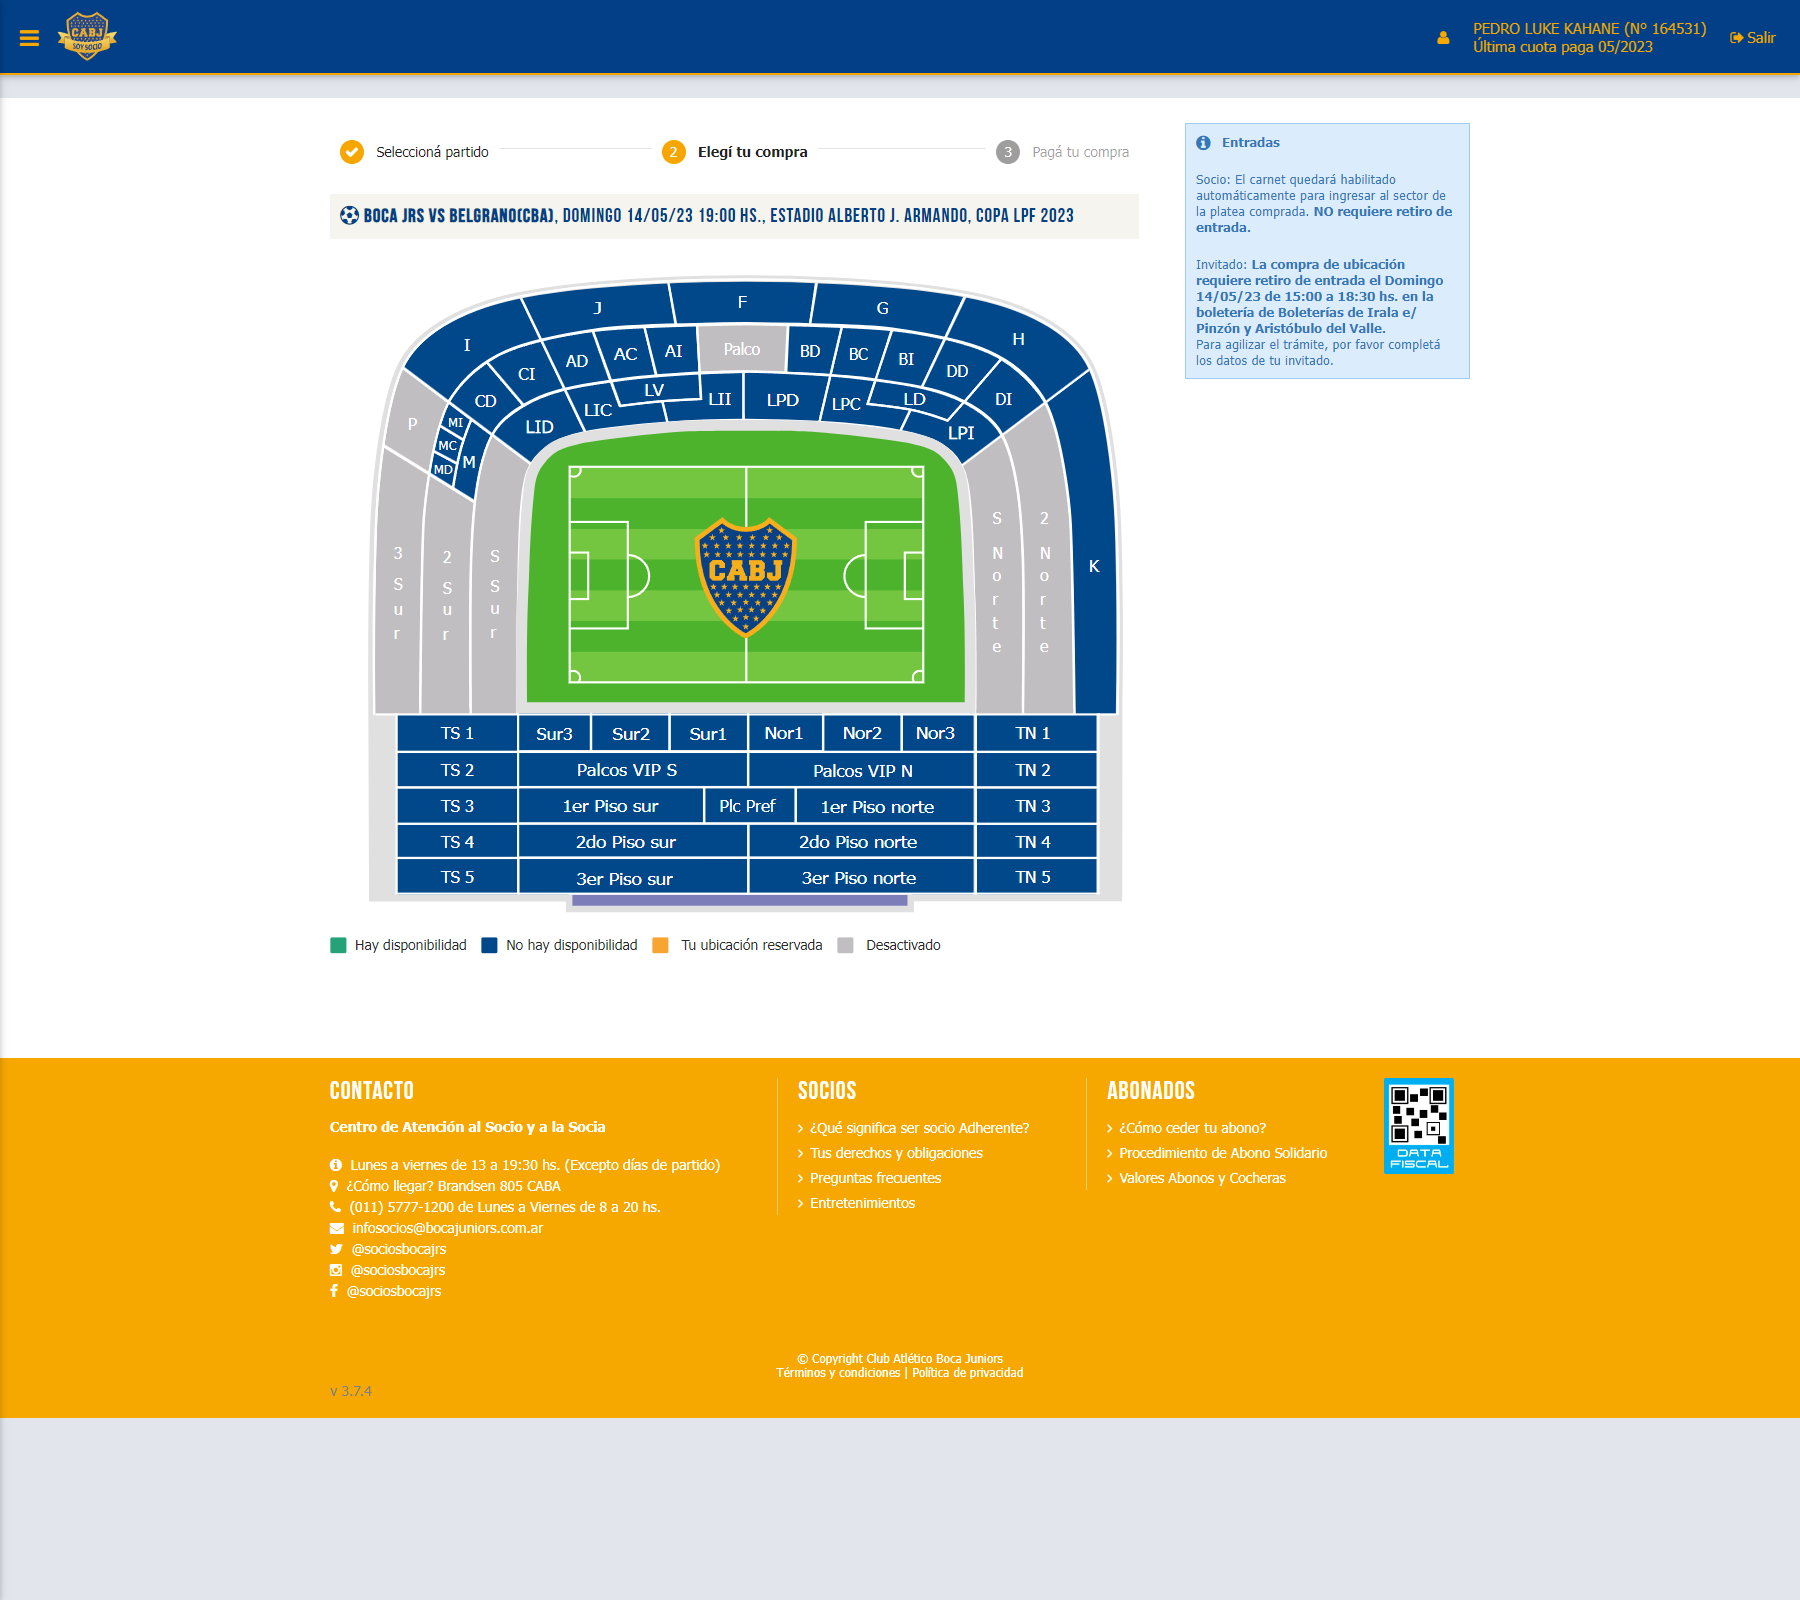 CABJ
SOY SOCIO
PEDRO LUKE KAHANE (Nº 164531)
Última cuota paga 05/2023
Salir
Seleccioná partido
2 Elegí tu compra
3 Pagá tu compra
BOCA JRS VS BELGRANO(CBA), DOMINGO 14/05/23 19:00 HS., ESTADIO ALBERTO J. ARMANDO, COPA LPF 2023
Entradas
Socio: El carnet quedará habilitado
automáticamente para ingresar al sector de
la platea comprada. NO requiere retiro de
entrada.
Invitado: La compra de ubicación
requiere retiro de entrada el Domingo
14/05/23 de 15:00 a 18:30 hs. en la
boletería de Boleterías de Irala e/
Pinzón y Aristóbulo del Valle.
Para agilizar el trámite, por favor completá
los datos de tu invitado.
I J F G H
CI AD AC AI Palco BD BC BI DD
CD LID LIC LV LII LPD LPC LD LPI DI
P MI MC MD M
3 Sur
2 Sur
S Sur
CABJ
S Norte
2 Norte
K
TS 1 Sur3 Sur2 Sur1 Nor1 Nor2 Nor3 TN 1
TS 2 Palcos VIP S Palcos VIP N TN 2
TS 3 1er Piso sur Plc Pref 1er Piso norte TN 3
TS 4 2do Piso sur 2do Piso norte TN 4
TS 5 3er Piso sur 3er Piso norte TN 5
Hay disponibilidad No hay disponibilidad Tu ubicación reservada Desactivado
CONTACTO
Centro de Atención al Socio y a la Socia
Lunes a viernes de 13 a 19:30 hs. (Excepto días de partido)
¿Cómo llegar? Brandsen 805 CABA
(011) 5777-1200 de Lunes a Viernes de 8 a 20 hs.
infosocios@bocajuniors.com.ar
@sociosbocajrs
@sociosbocajrs
@sociosbocajrs
SOCIOS
¿Qué significa ser socio Adherente?
Tus derechos y obligaciones
Preguntas frecuentes
Entretenimientos
ABONADOS
¿Cómo ceder tu abono?
Procedimiento de Abono Solidario
Valores Abonos y Cocheras
DATA
FISCAL
© Copyright Club Atlético Boca Juniors
Términos y condiciones | Política de privacidad
v 3.7.4